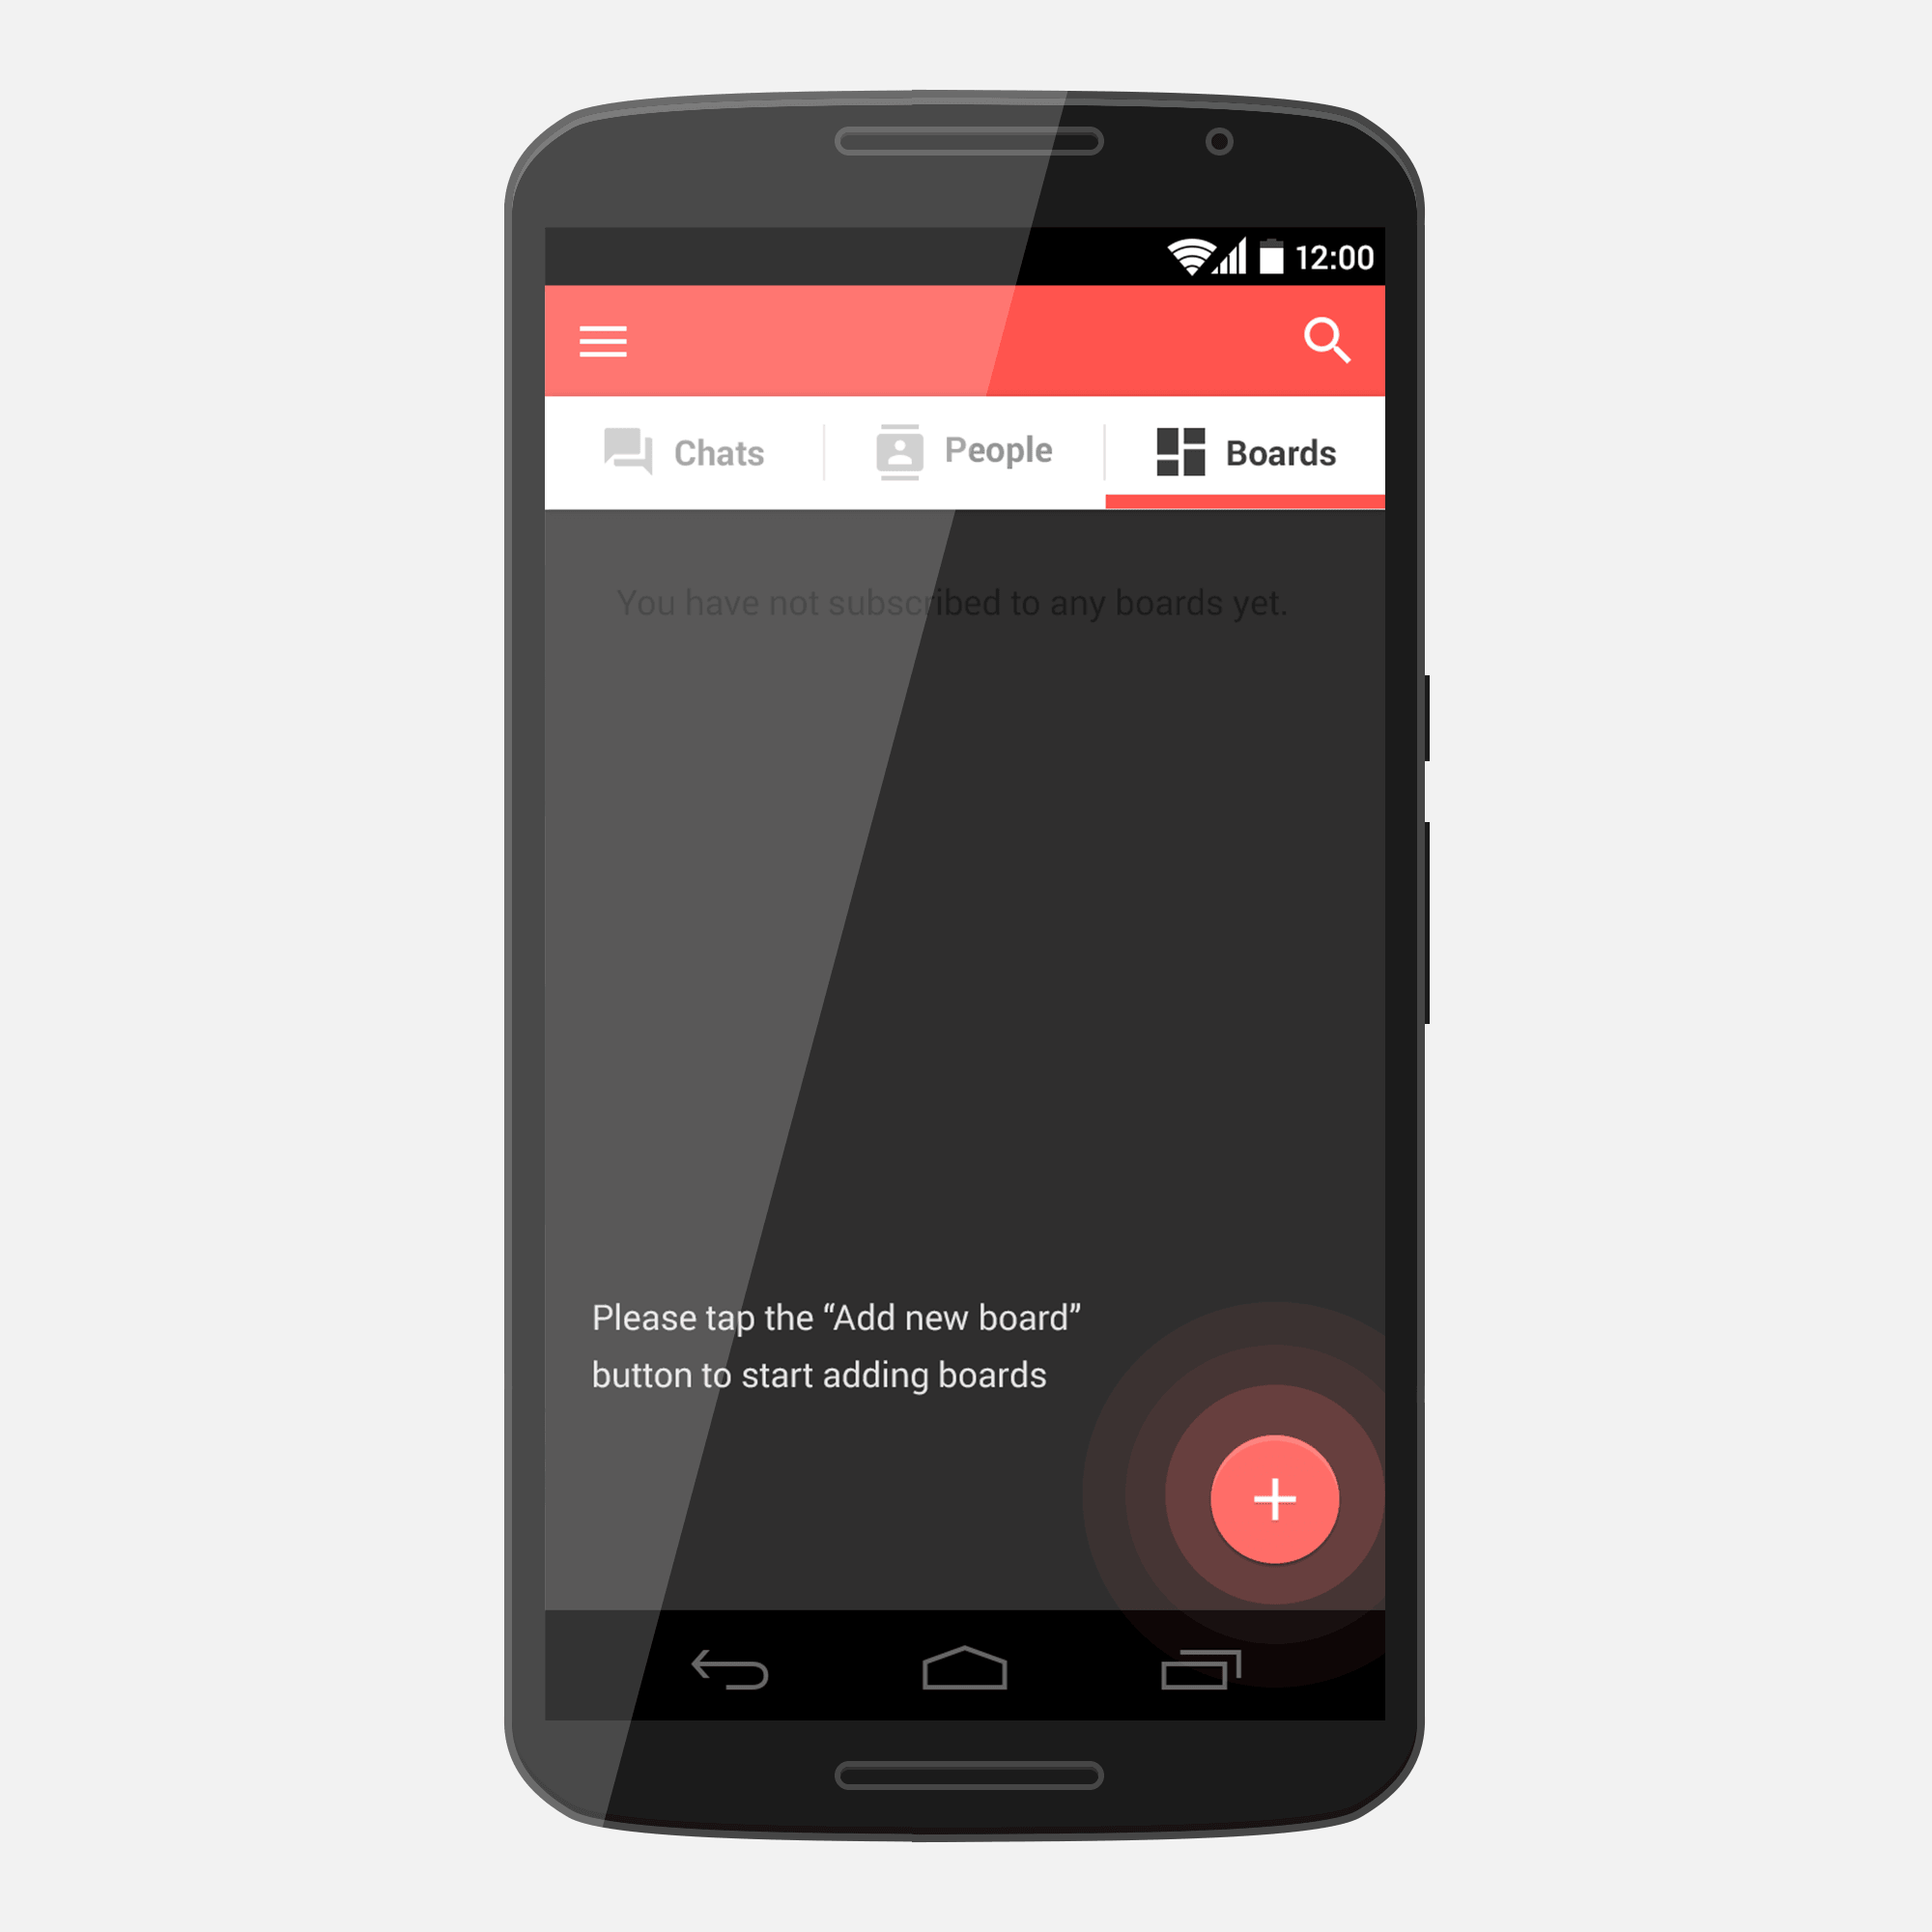 12:00
Chats
People
Boards
You have not subscribed to any boards yet.
Please tap the “Add new board”
button to start adding boards